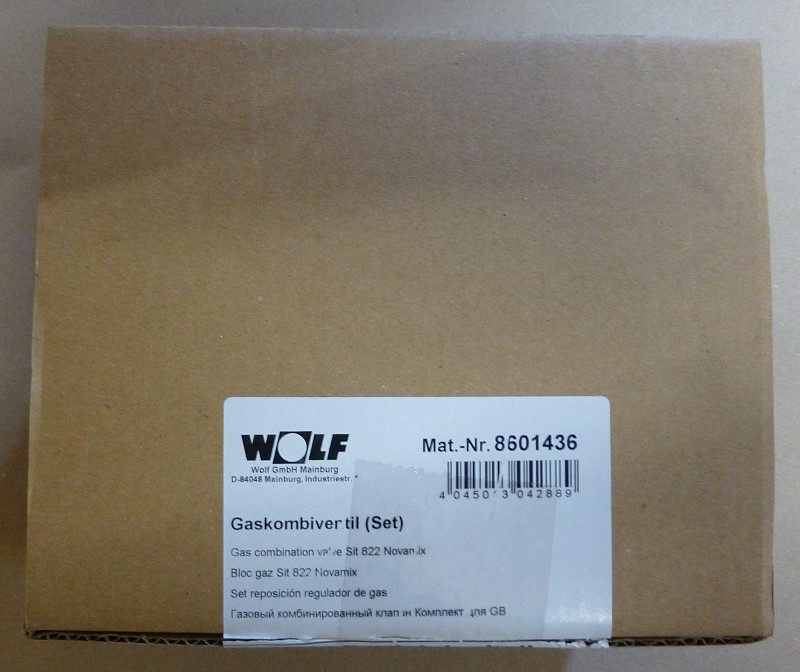 WOLF
Wolf GmbH Mainburg
D-84048 Mainburg, Industriestr. *
Mat.-Nr. 8601436
4 045013 042889
Gaskombiventil (Set)
Gas combination valve Sit 822 Novamix
Bloc gaz Sit 822 Novamix
Set reposición regulador de gas
Газовый комбинированный клапан Комплект для GB